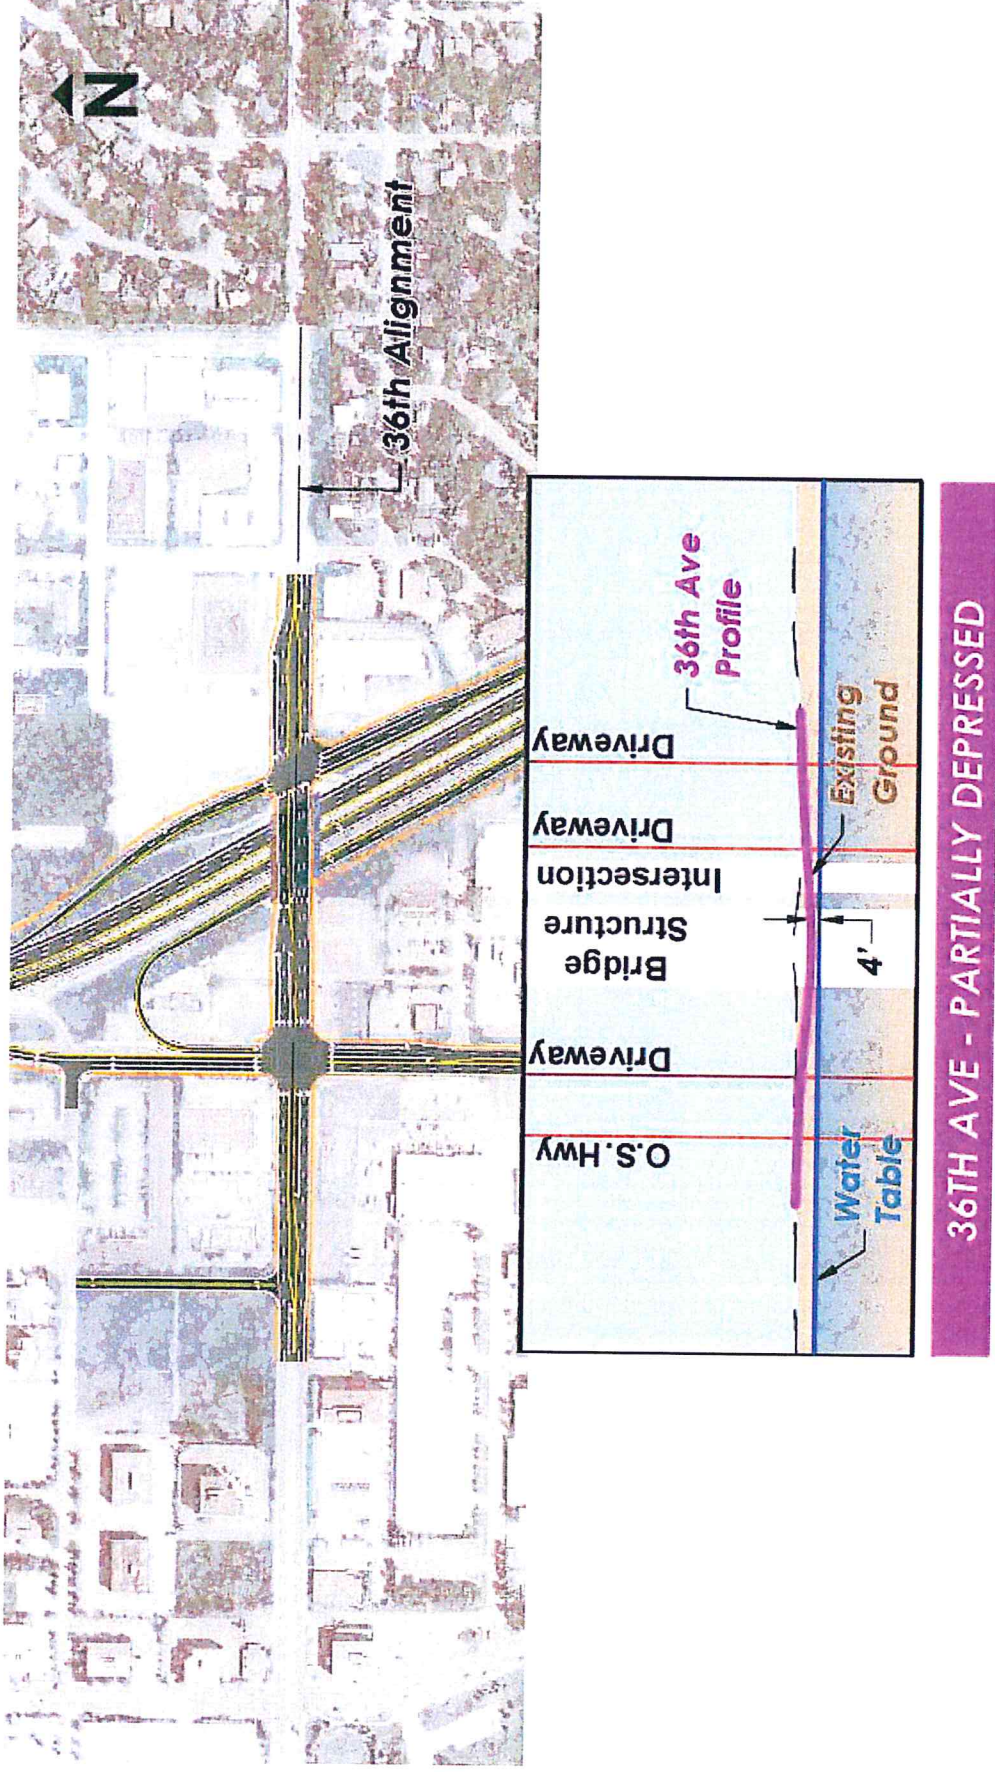 N
36th Alignment
O.S. Hwy
Driveway
Bridge
Structure
Intersection
Driveway
Driveway
36th Ave
Profile
Water
Table
4'
Existing
Ground
36TH AVE - PARTIALLY DEPRESSED